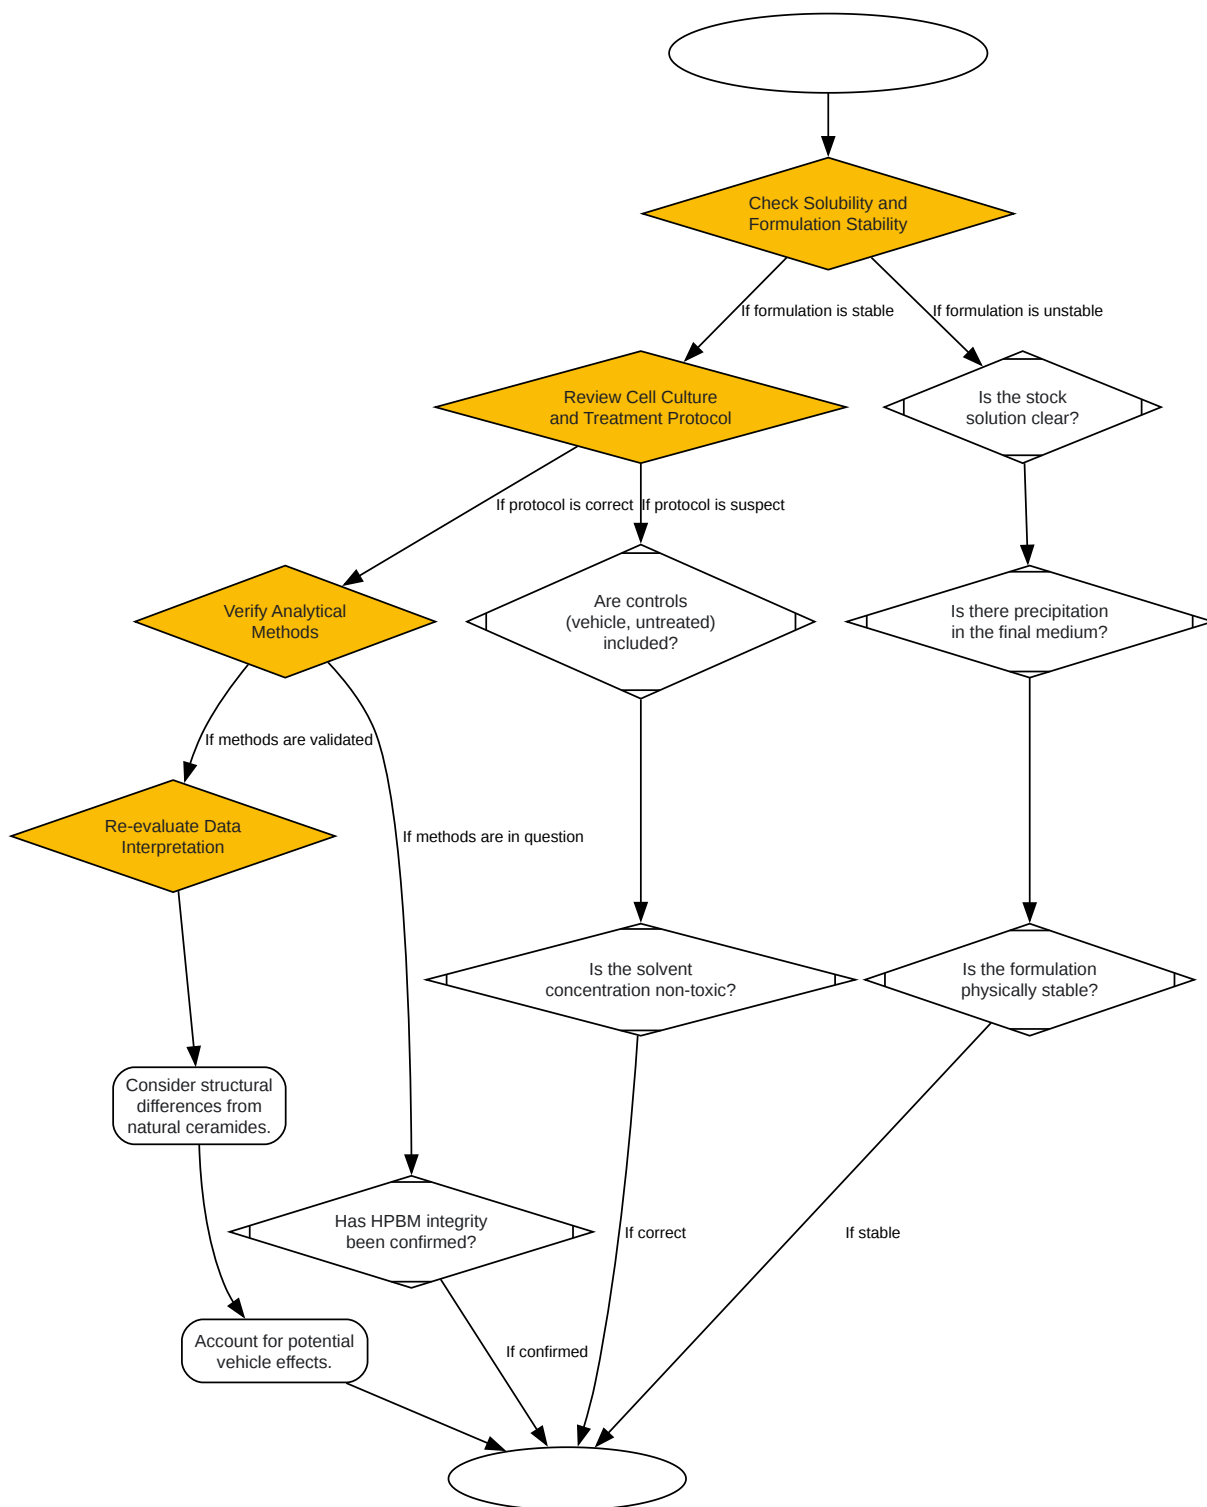 Check Solubility and
Formulation Stability
If formulation is stable
If formulation is unstable
Review Cell Culture
and Treatment Protocol
Is the stock
solution clear?
If protocol is correct
If protocol is suspect
Verify Analytical
Methods
Are controls
(vehicle, untreated)
included?
Is there precipitation
in the final medium?
If methods are validated
Re-evaluate Data
Interpretation
If methods are in question
Is the solvent
concentration non-toxic?
Is the formulation
physically stable?
Consider structural
differences from
natural ceramides.
Has HPBM integrity
been confirmed?
If correct
If stable
Account for potential
vehicle effects.
If confirmed